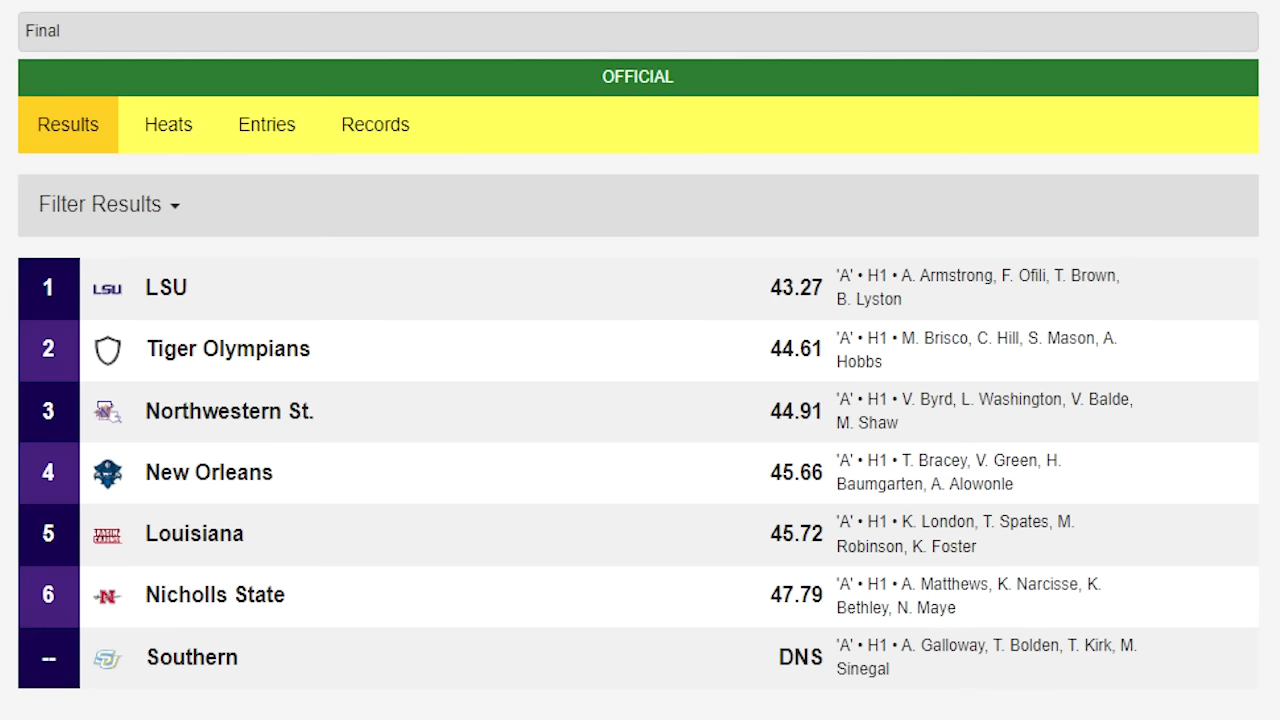 Final
OFFICIAL
Results Heats Entries Records
Filter Results
1 LSU LSU 43.27 'A' • H1 • A. Armstrong, F. Ofili, T. Brown,
B. Lyston
2 Tiger Olympians 44.61 'A' • H1 • M. Brisco, C. Hill, S. Mason, A.
Hobbs
3 Northwestern St. 44.91 'A' • H1 • V. Byrd, L. Washington, V. Balde,
M. Shaw
4 New Orleans 45.66 'A' • H1 • T. Bracey, V. Green, H.
Baumgarten, A. Alowonle
5 Louisiana 45.72 'A' • H1 • K. London, T. Spates, M.
Robinson, K. Foster
6 N Nicholls State 47.79 'A' • H1 • A. Matthews, K. Narcisse, K.
Bethley, N. Maye
-- Southern DNS 'A' • H1 • A. Galloway, T. Bolden, T. Kirk, M.
Sinegal